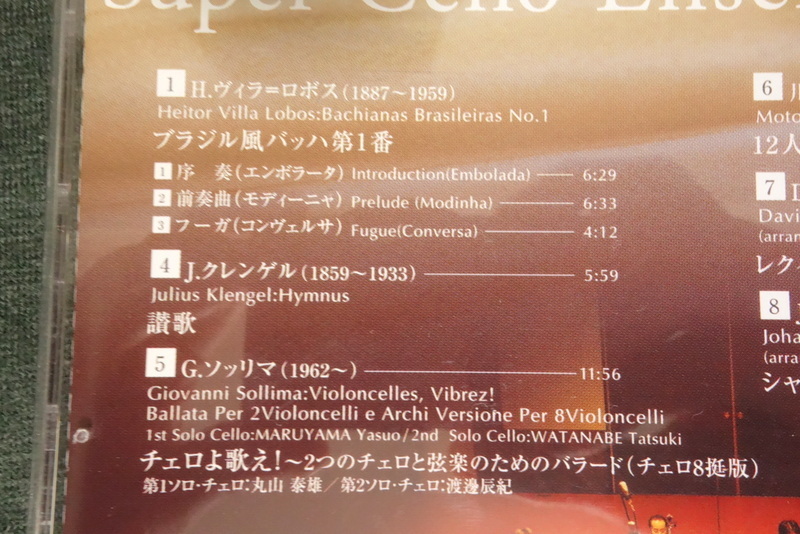 Super Cello
1 H.ヴィラ=ロボス(1887〜1959)
Heitor Villa Lobos:Bachianas Brasileiras No.1
ブラジル風バッハ第1番
1 序 奏(エンボラータ) Introduction(Embolada) 6:29
2 前奏曲(モディーニャ) Prelude (Modinha) 6:33
3 フーガ(コンヴェルサ) Fugue(Conversa) 4:12
4 J.クレンゲル(1859〜1933) 5:59
Julius Klengel:Hymnus
讃歌
5 G.ソッリマ(1962〜) 11:56
Giovanni Sollima:Violoncelles, Vibrez!
Ballata Per 2Violoncelli e Archi Versione Per 8Violoncelli
1st Solo Cello:MARUYAMA Yasuo/2nd Solo Cello:WATANABE Tatsuki
チェロよ歌え!〜2つのチェロと弦楽のためのバラード(チェロ8挺版)
第1ソロ・チェロ:丸山 泰雄/第2ソロ・チェロ:渡邊辰紀
6
Moto
12人
7
Davi
(arran
レク
8
Joha
(arra
シャ